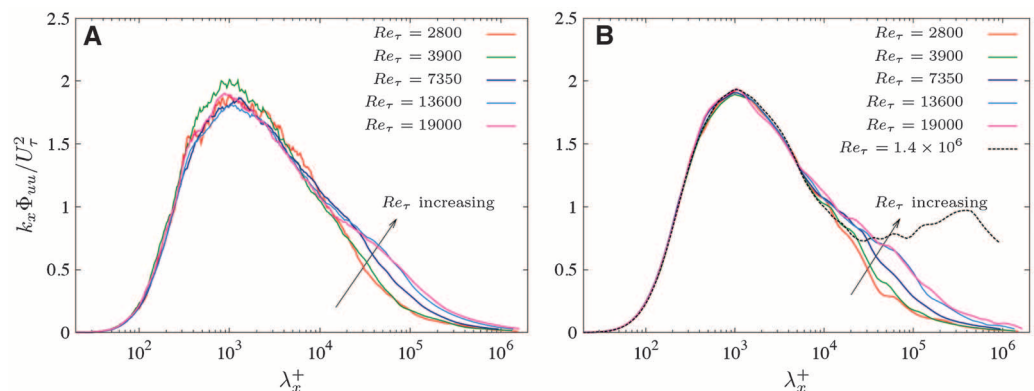 A
Re_τ = 2800
Re_τ = 3900
Re_τ = 7350
Re_τ = 13600
Re_τ = 19000
Re_τ increasing
k_x Φ_uu/U_τ^2
2.5
2
1.5
1
0.5
0
10^2
10^3
10^4
10^5
10^6
λ_x^+
B
Re_τ = 2800
Re_τ = 3900
Re_τ = 7350
Re_τ = 13600
Re_τ = 19000
Re_τ = 1.4 × 10^6
Re_τ increasing
2.5
2
1.5
1
0.5
0
10^2
10^3
10^4
10^5
10^6
λ_x^+